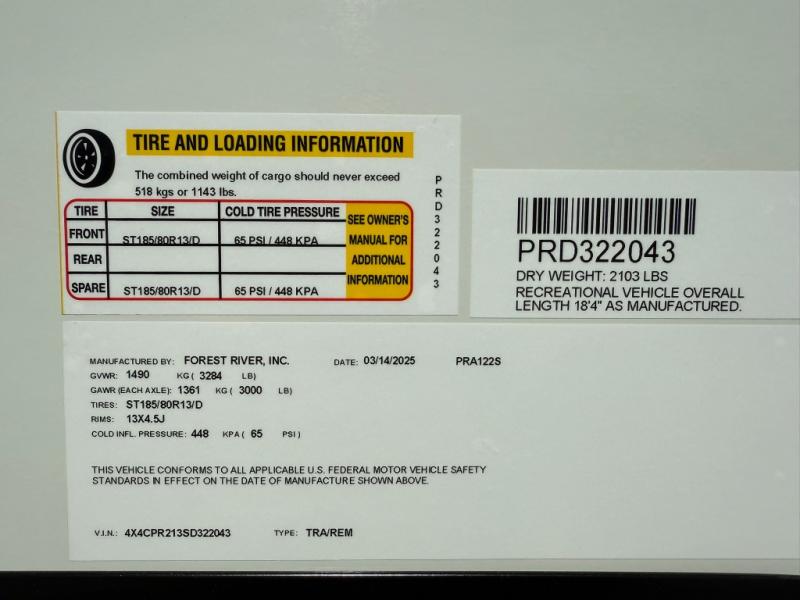 TIRE AND LOADING INFORMATION
The combined weight of cargo should never exceed
518 kgs or 1143 lbs.
TIRE SIZE COLD TIRE PRESSURE SEE OWNER'S MANUAL FOR ADDITIONAL INFORMATION
FRONT ST185/80R13/D 65 PSI / 448 KPA
REAR
SPARE ST185/80R13/D 65 PSI / 448 KPA
PRD322043
PRD322043
DRY WEIGHT: 2103 LBS
RECREATIONAL VEHICLE OVERALL
LENGTH 18'4" AS MANUFACTURED.
MANUFACTURED BY: FOREST RIVER, INC. DATE: 03/14/2025 PRA122S
GVWR: 1490 KG ( 3284 LB)
GAWR (EACH AXLE): 1361 KG ( 3000 LB)
TIRES: ST185/80R13/D
RIMS: 13X4.5J
COLD INFL. PRESSURE: 448 KPA ( 65 PSI )
THIS VEHICLE CONFORMS TO ALL APPLICABLE U.S. FEDERAL MOTOR VEHICLE SAFETY
STANDARDS IN EFFECT ON THE DATE OF MANUFACTURE SHOWN ABOVE.
V.I.N.: 4X4CPR213SD322043 TYPE: TRA/REM